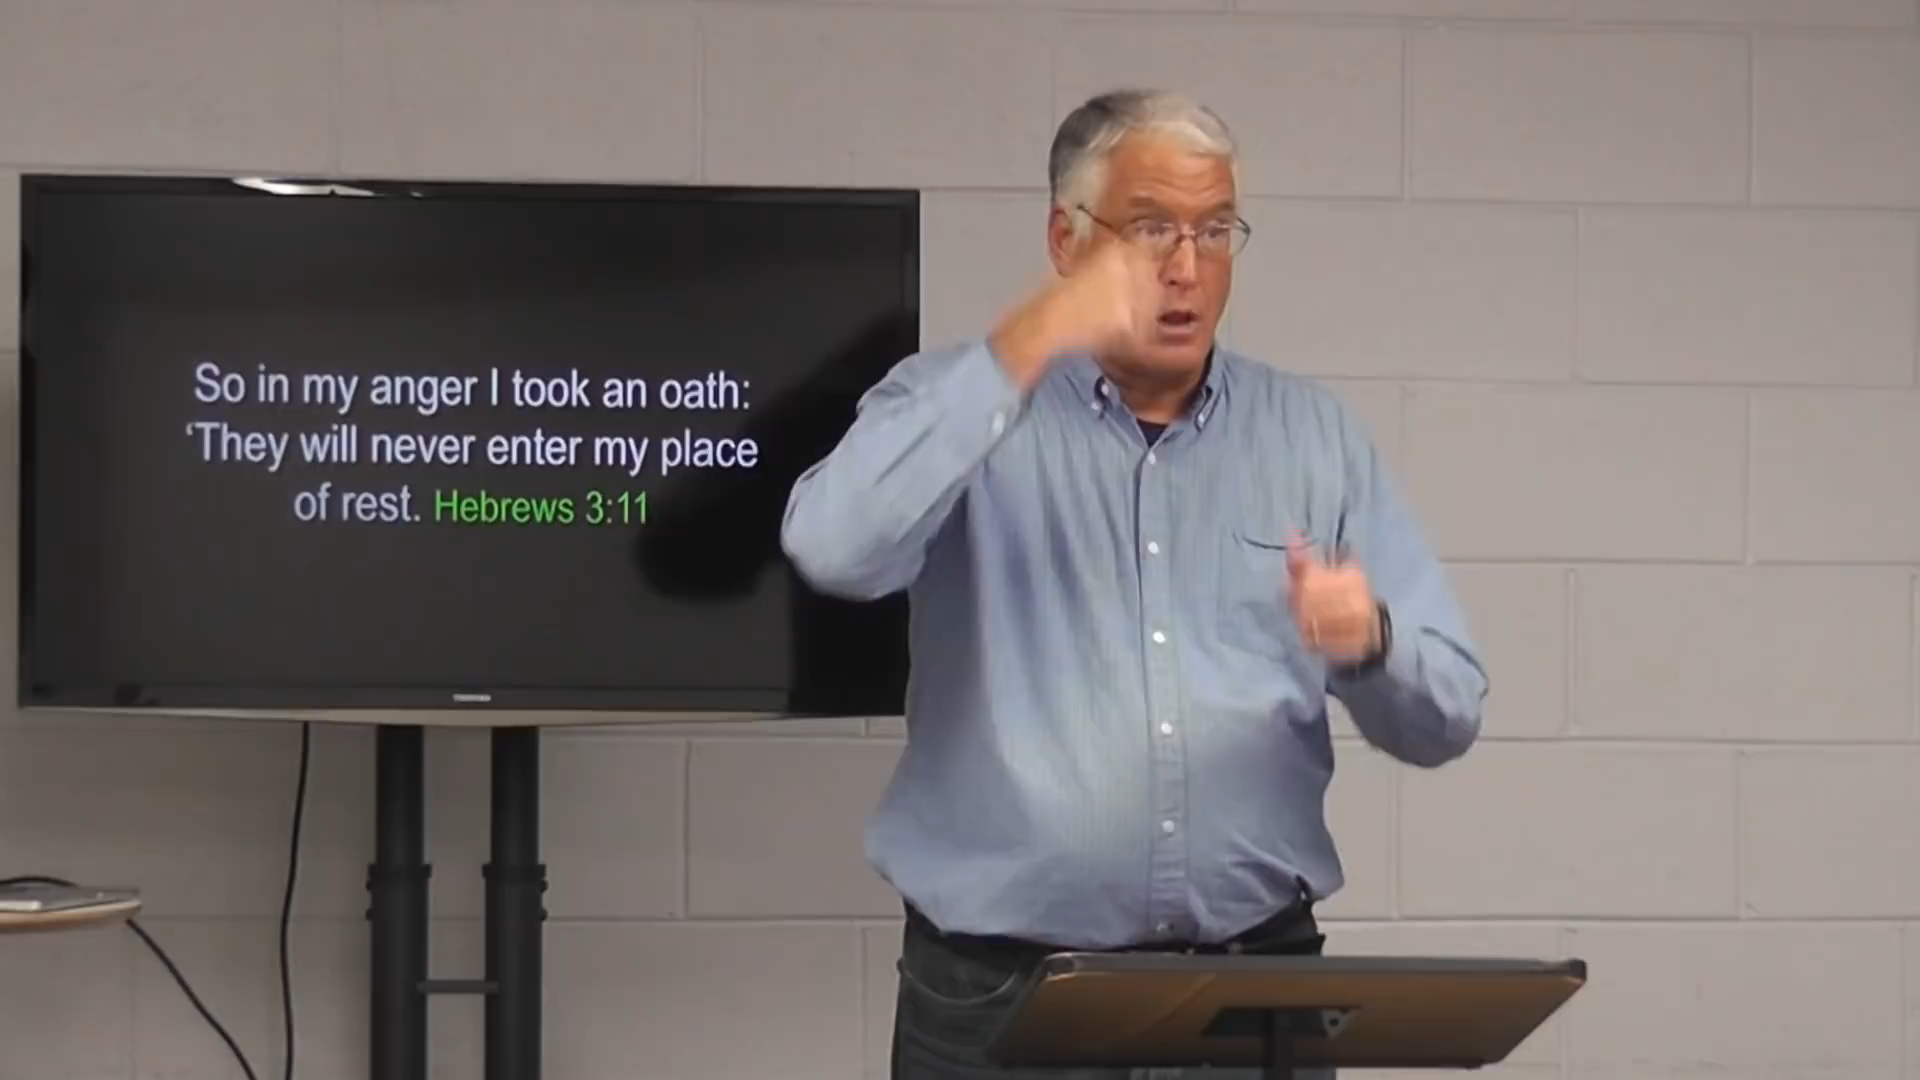 So in my anger I took an oath:
‘They will never enter my place
of rest. Hebrews 3:11